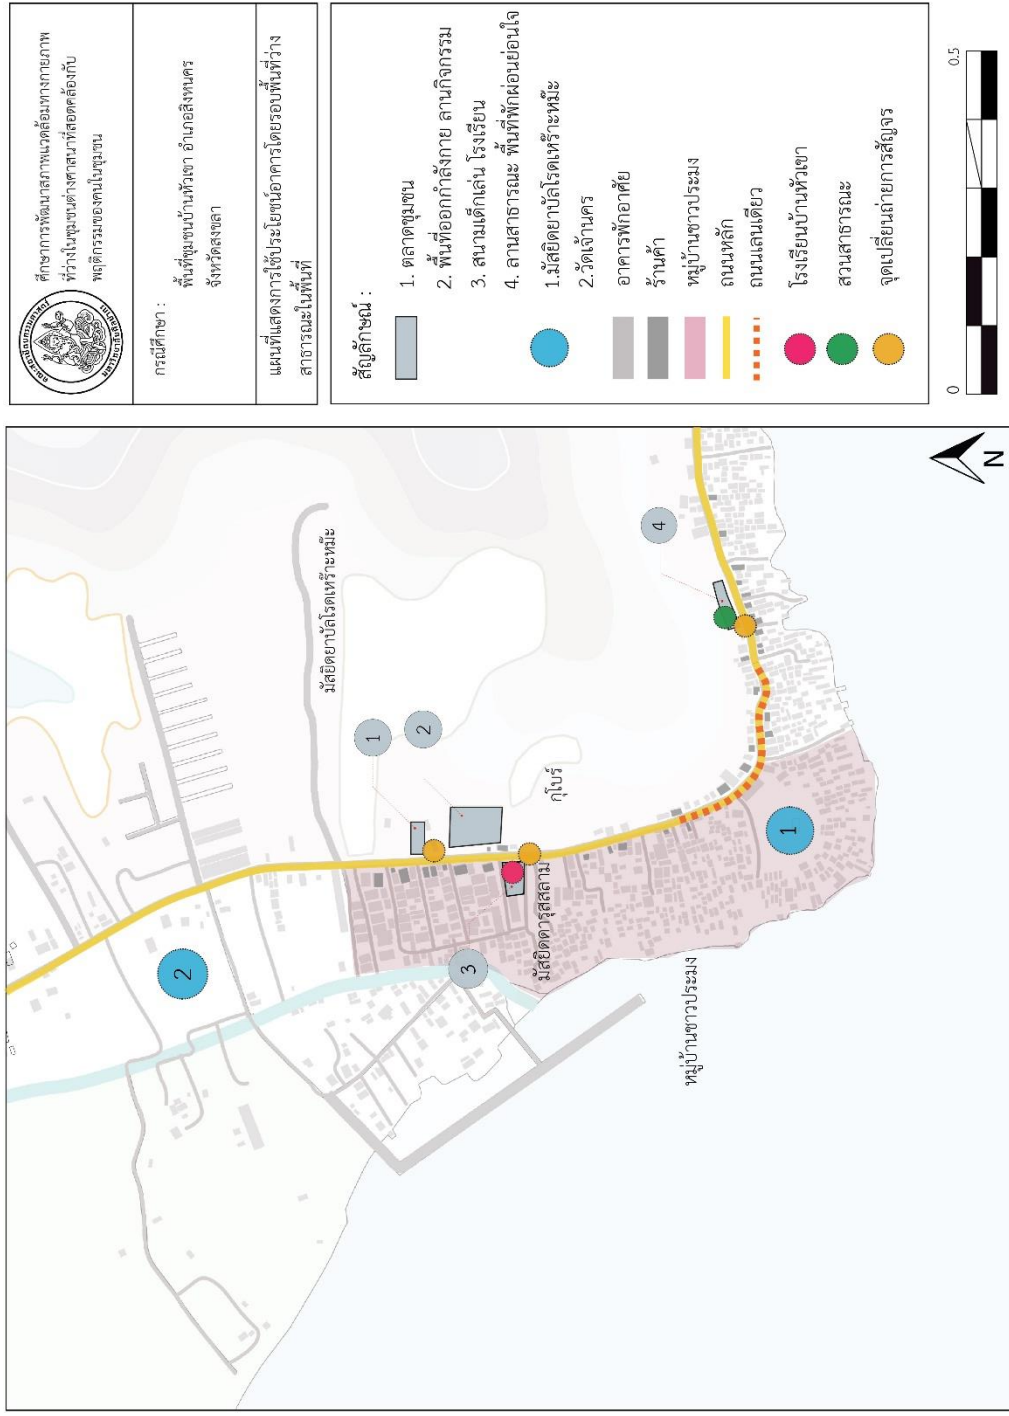 ศึกษาการพัฒนาสภาพแวดล้อมทางกายภาพ
ที่ว่างในชุมชนต่างศาสนาที่สอดคล้องกับ
พฤติกรรมของคนในชุมชน
กรณีศึกษา :
พื้นที่ชุมชนบ้านหัวเขา อำเภอสิงหนคร
จังหวัดสงขลา
แผนที่แสดงการใช้ประโยชน์อาคารโดยรอบพื้นที่ว่าง
สาธารณะในพื้นที่
สัญลักษณ์ :
1. ตลาดชุมชน
2. พื้นที่ออกกำลังกาย ลานกิจกรรม
3. สนามเด็กเล่น โรงเรียน
4. ลานสาธารณะ พื้นที่พักผ่อนย่อนใจ
1.มัสยิดยาบัลโรดเหร๊าะหม๊ะ
2.วัดเจ้านคร
อาคารพักอาศัย
ร้านค้า
หมู่บ้านชาวประมง
ถนนหลัก
ถนนเลนเดียว
โรงเรียนบ้านหัวเขา
สวนสาธารณะ
จุดเปลี่ยนถ่ายการสัญจร
0
0.5
N
มัสยิดยาบัลโรดเหร๊าะหม๊ะ
1
2
กุโบร์
4
2
3
มัสยิดดารุสสลาม
1
หมู่บ้านชาวประมง